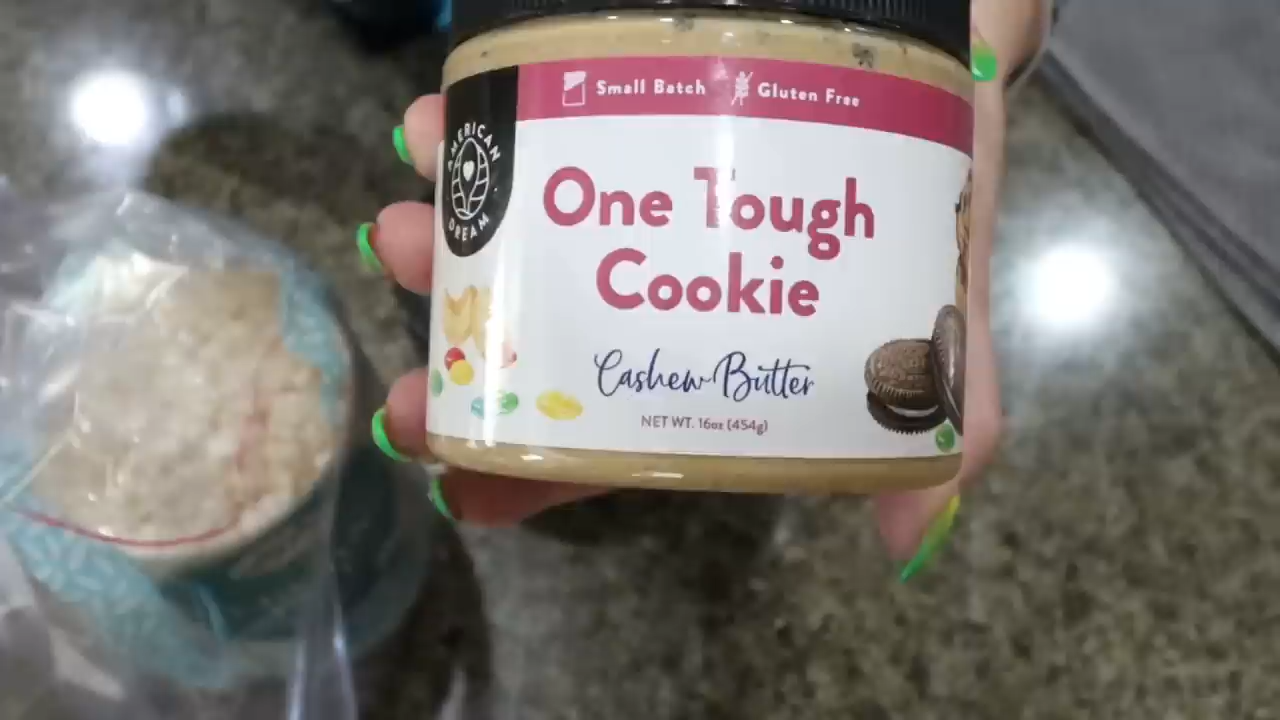 Small Batch
Gluten Free
AMERICAN
DREAM
One Tough
Cookie
Cashew Butter
NET WT. 16oz (454g)